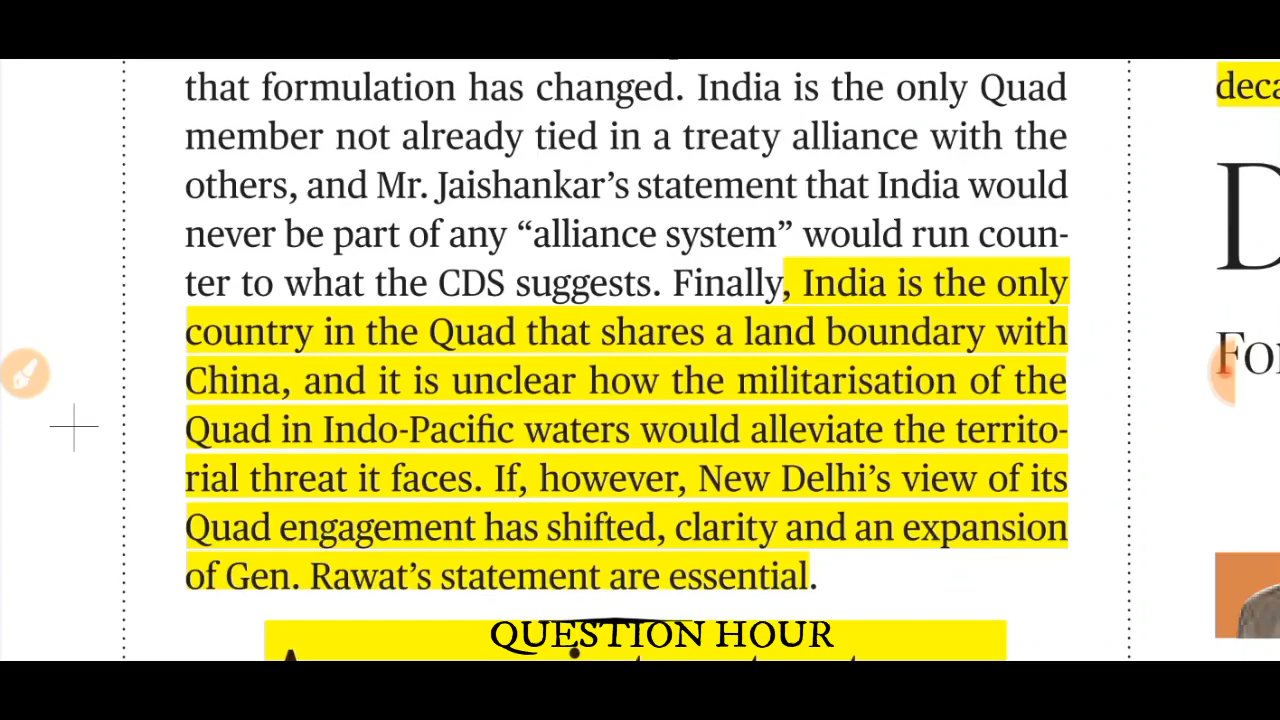 that formulation has changed. India is the only Quad
member not already tied in a treaty alliance with the
others, and Mr. Jaishankar’s statement that India would
never be part of any “alliance system” would run coun-
ter to what the CDS suggests. Finally, India is the only
country in the Quad that shares a land boundary with
China, and it is unclear how the militarisation of the
Quad in Indo-Pacific waters would alleviate the territo-
rial threat it faces. If, however, New Delhi’s view of its
Quad engagement has shifted, clarity and an expansion
of Gen. Rawat’s statement are essential.
QUESTION HOUR
deca
D
For